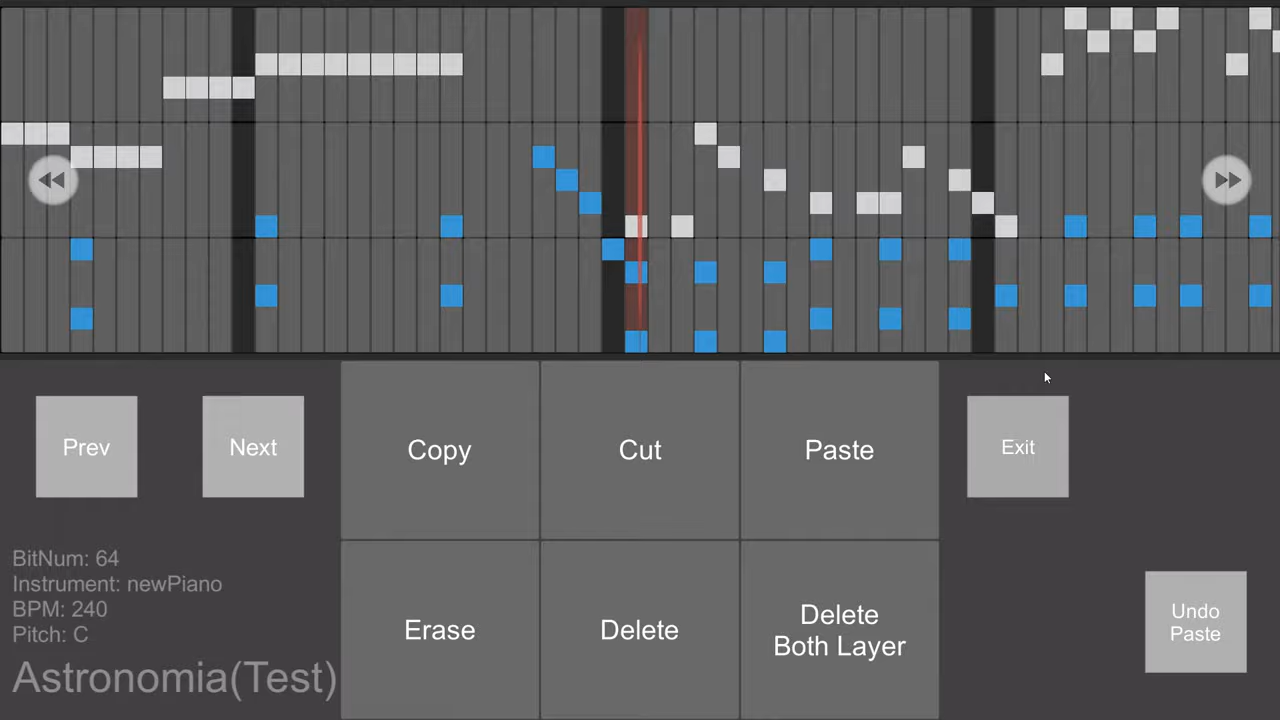 Prev
Next
Copy
Cut
Paste
Exit
BitNum: 64
Instrument: newPiano
BPM: 240
Pitch: C
Astronomia(Test)
Erase
Delete
Delete
Both Layer
Undo
Paste